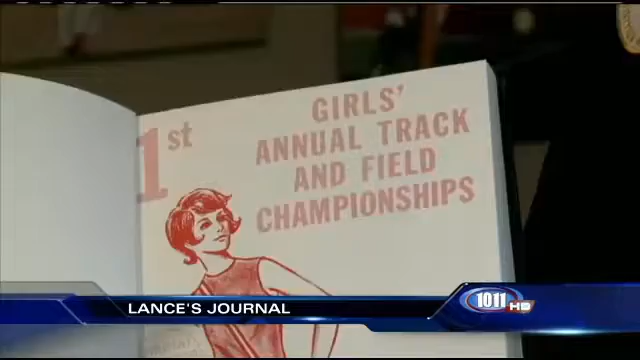 1st
GIRLS'
ANNUAL TRACK
AND FIELD
CHAMPIONSHIPS
LANCE'S JOURNAL
1011 HD